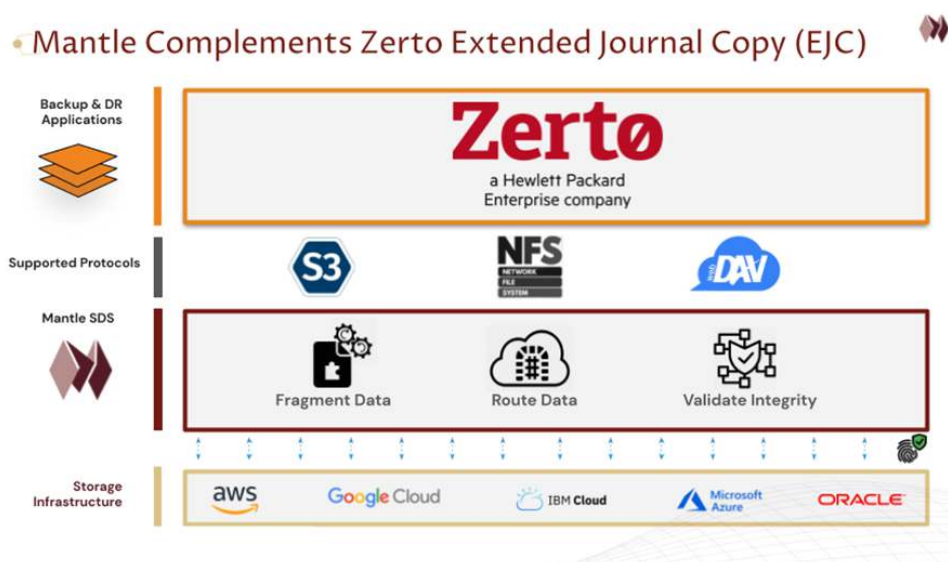 Mantle Complements Zerto Extended Journal Copy (EJC)
Backup & DR
Applications
Zerto
a Hewlett Packard
Enterprise company
Supported Protocols
S3
NFS
NETWORK
FILE
SYSTEM
Web
DAV
Mantle SDS
Fragment Data
Route Data
Validate Integrity
Storage
Infrastructure
aws
Google Cloud
IBM Cloud
Microsoft
Azure
ORACLE